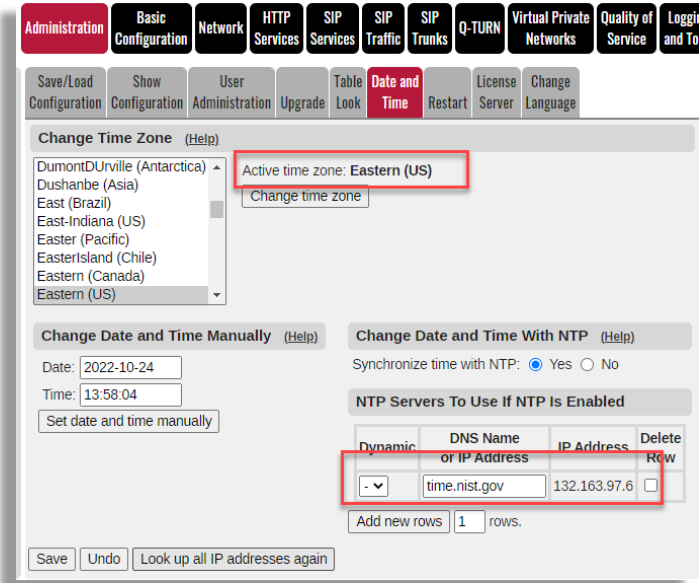 Administration
Basic Configuration
Network
HTTP Services
SIP Services
SIP Traffic
SIP Trunks
Q-TURN
Virtual Private Networks
Quality of Service
and To
Save/Load Configuration
Show Configuration
User Administration
Upgrade
Table Look
Date and Time
Restart
License Server
Change Language
Change Time Zone (Help)
DumontDUrville (Antarctica)
Dushanbe (Asia)
East (Brazil)
East-Indiana (US)
Easter (Pacific)
EasterIsland (Chile)
Eastern (Canada)
Eastern (US)
Active time zone: Eastern (US)
Change time zone
Change Date and Time Manually (Help)
Date: 2022-10-24
Time: 13:58:04
Set date and time manually
Change Date and Time With NTP (Help)
Synchronize time with NTP: Yes No
NTP Servers To Use If NTP Is Enabled
Dynamic
DNS Name
or IP Address
IP Address
Delete
Row
-
time.nist.gov
132.163.97.6
Add new rows 1 rows.
Save Undo Look up all IP addresses again